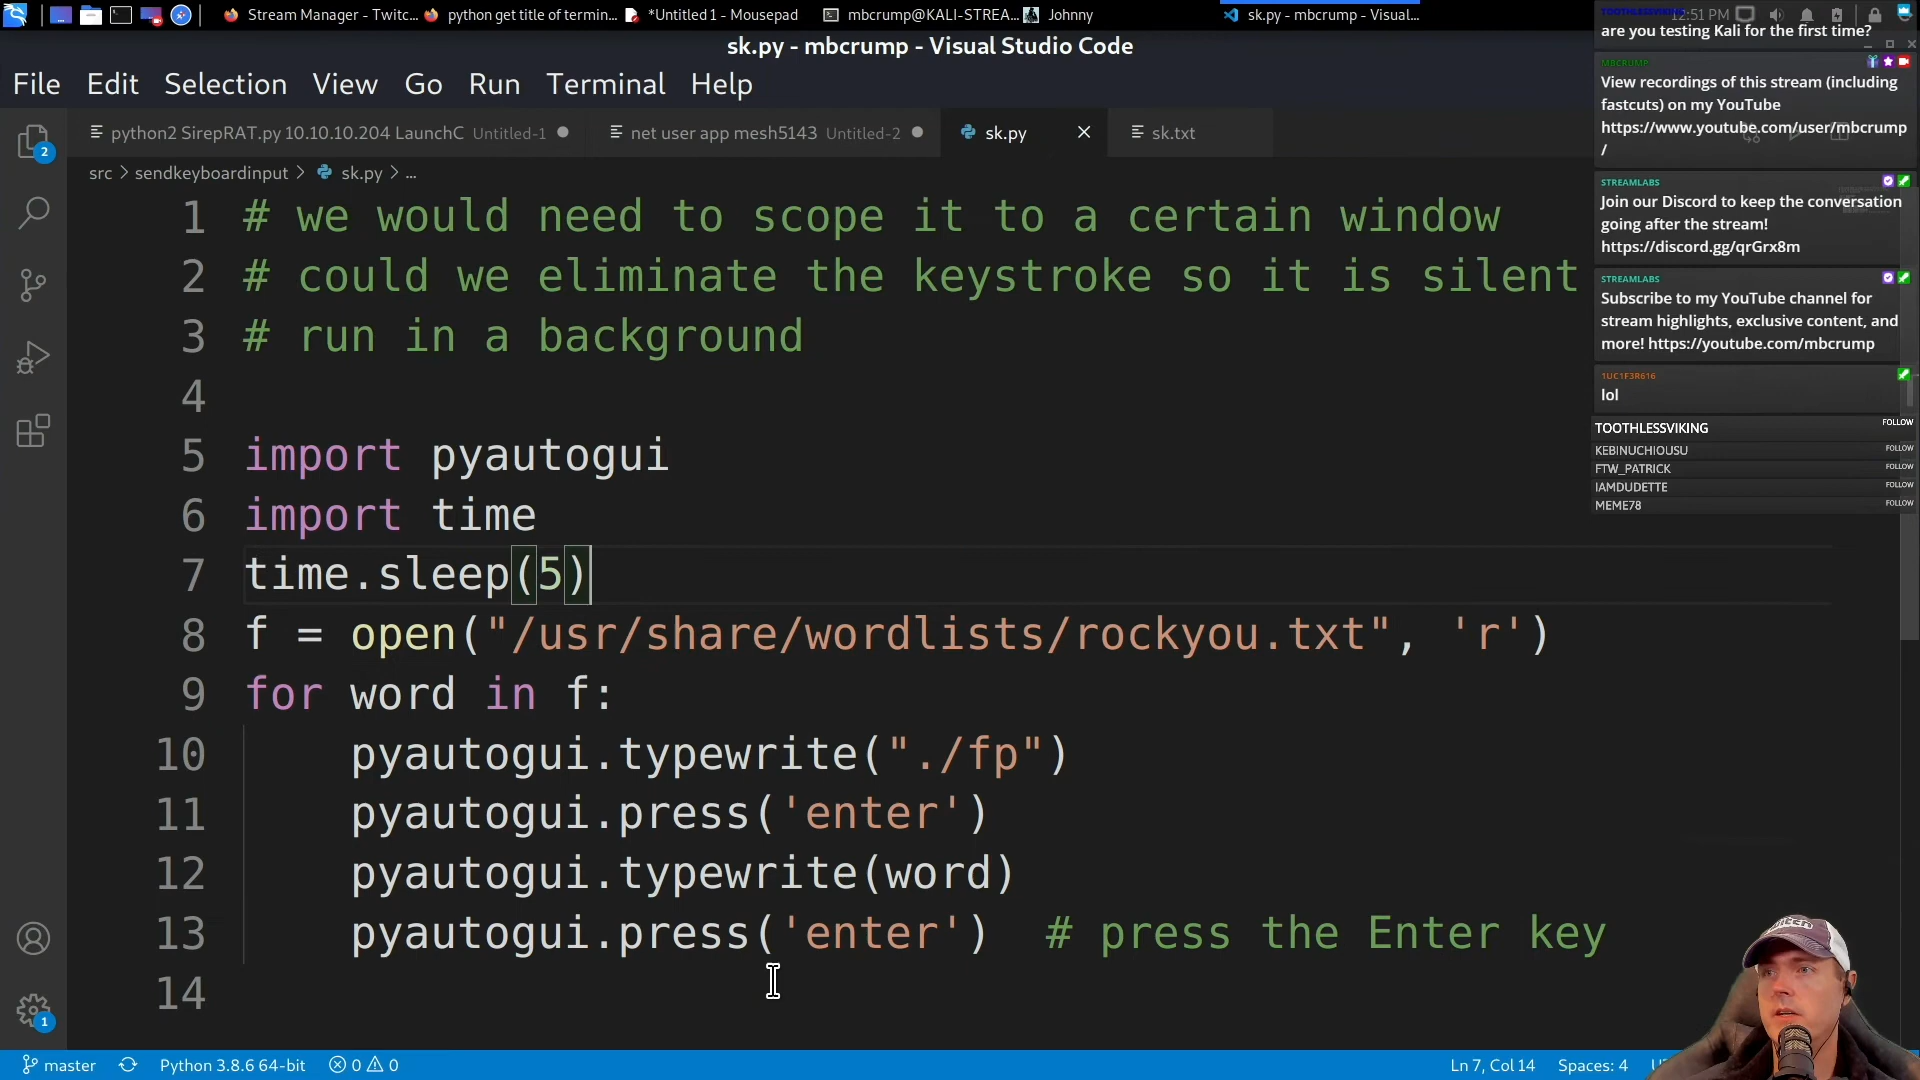 Stream Manager - Twitc...
python get title of termin...
*Untitled 1 - Mousepad
mbcrump@KALI-STREA...
Johnny
sk.py - mbcrump - Visual...
12:51 PM
sk.py - mbcrump - Visual Studio Code
File Edit Selection View Go Run Terminal Help
python2 SirepRAT.py 10.10.10.204 LaunchC Untitled-1
net user app mesh5143 Untitled-2
sk.py
sk.txt
src > sendkeyboardinput > sk.py > ...
1 # we would need to scope it to a certain window
2 # could we eliminate the keystroke so it is silent
3 # run in a background
4
5 import pyautogui
6 import time
7 time.sleep(5)
8 f = open("/usr/share/wordlists/rockyou.txt", 'r')
9 for word in f:
10 pyautogui.typewrite("./fp")
11 pyautogui.press('enter')
12 pyautogui.typewrite(word)
13 pyautogui.press('enter') # press the Enter key
14
2
1
TOOTHLESSVIKING
are you testing Kali for the first time?
MBCRUMP
View recordings of this stream (including
fastcuts) on my YouTube
https://www.youtube.com/user/mbcrump
/
STREAMLABS
Join our Discord to keep the conversation
going after the stream!
https://discord.gg/qrGrx8m
STREAMLABS
Subscribe to my YouTube channel for
stream highlights, exclusive content, and
more! https://youtube.com/mbcrump
1UC1F3R616
lol
TOOTHLESSVIKING FOLLOW
KEBINUCHIOUSU FOLLOW
FTW_PATRICK FOLLOW
IAMDUDETTE FOLLOW
MEME78 FOLLOW
twitch
master
Python 3.8.6 64-bit
0 0
Ln 7, Col 14
Spaces: 4